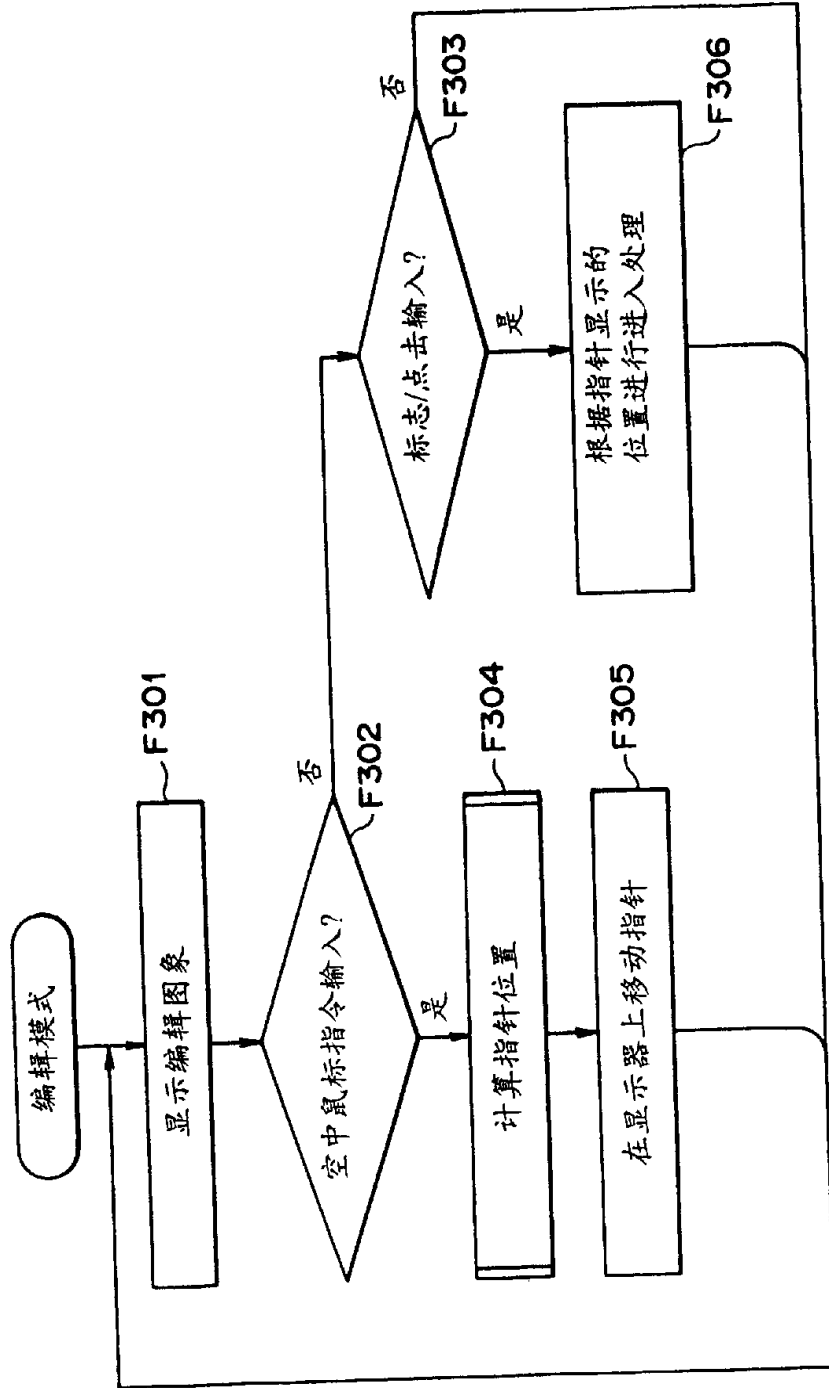 编辑模式
显示编辑图象
F301
空中鼠标指令输入?
F302
否
是
标志/点击输入?
F303
否
是
计算指针位置
F304
在显示器上移动指针
F305
根据指针显示的
位置进行进入处理
F306